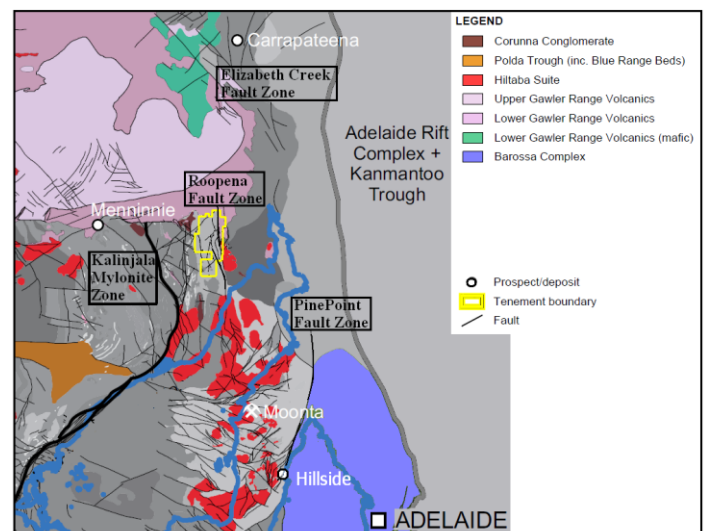 LEGEND
Corunna Conglomerate
Polda Trough (inc. Blue Range Beds)
Hiltaba Suite
Upper Gawler Range Volcanics
Lower Gawler Range Volcanics
Lower Gawler Range Volcanics (mafic)
Barossa Complex
Prospect/deposit
Tenement boundary
Fault
Carrapateena
Elizabeth Creek
Fault Zone
Adelaide Rift
Complex +
Kanmantoo
Trough
Roopena
Fault Zone
Menninnie
Kalinjala
Mylonite
Zone
PinePoint
Fault Zone
Moonta
Hillside
ADELAIDE